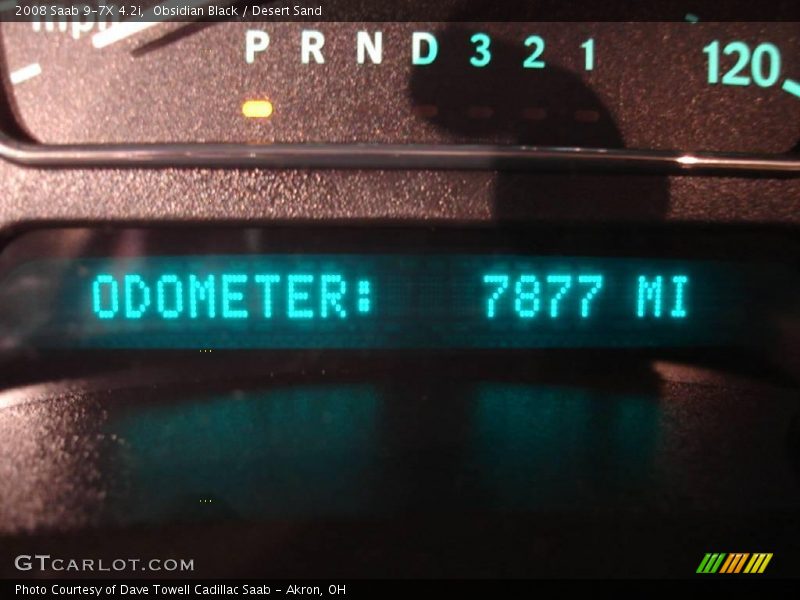 2008 Saab 9-7X 4.2i,  Obsidian Black / Desert Sand
mph
P R N D 3 2 1
120
ODOMETER: 7877 MI
GTCARLOT.COM
Photo Courtesy of Dave Towell Cadillac Saab - Akron, OH